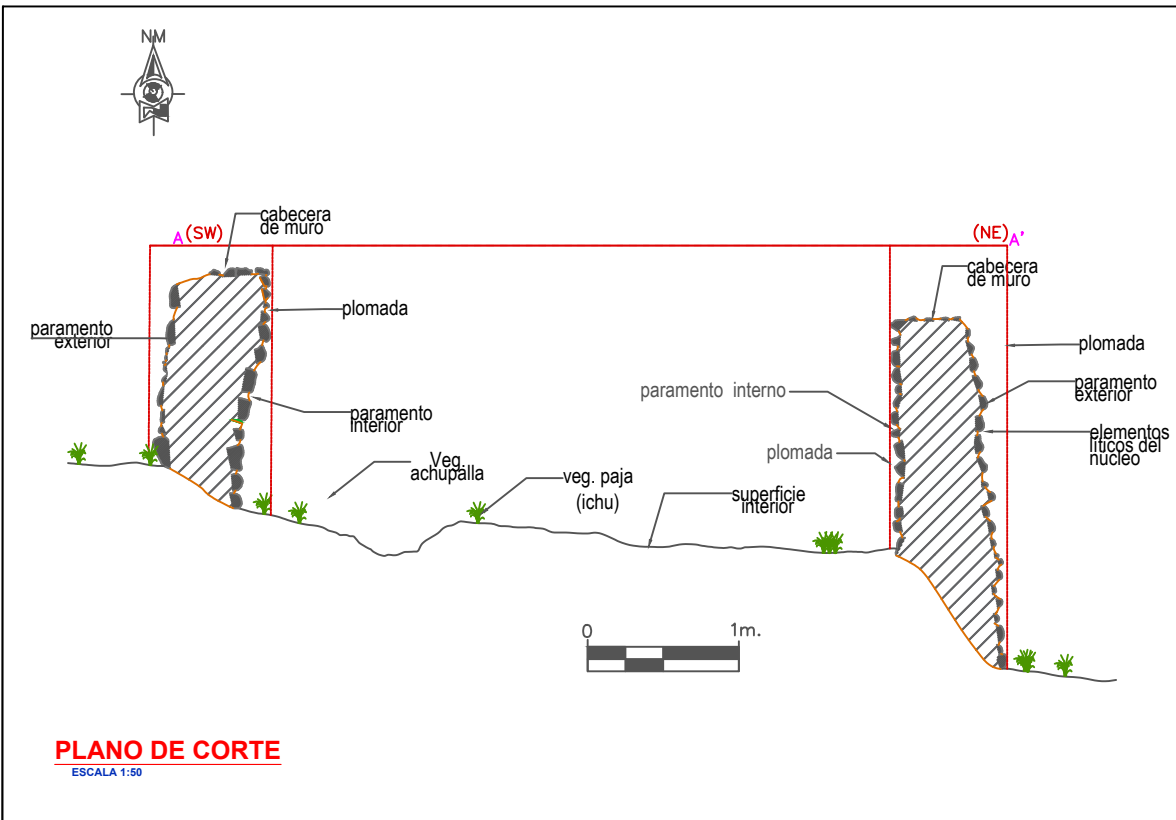 NM
cabecera
de muro
A (SW)
(NE) A'
cabecera
de muro
plomada
paramento
exterior
plomada
paramento
exterior
paramento interno
paramento
Interior
elementos
líticos del
núcleo
plomada
Veg.
achupalla
veg. paja
(ichu)
superficie
interior
0 1m.
PLANO DE CORTE
ESCALA 1:50